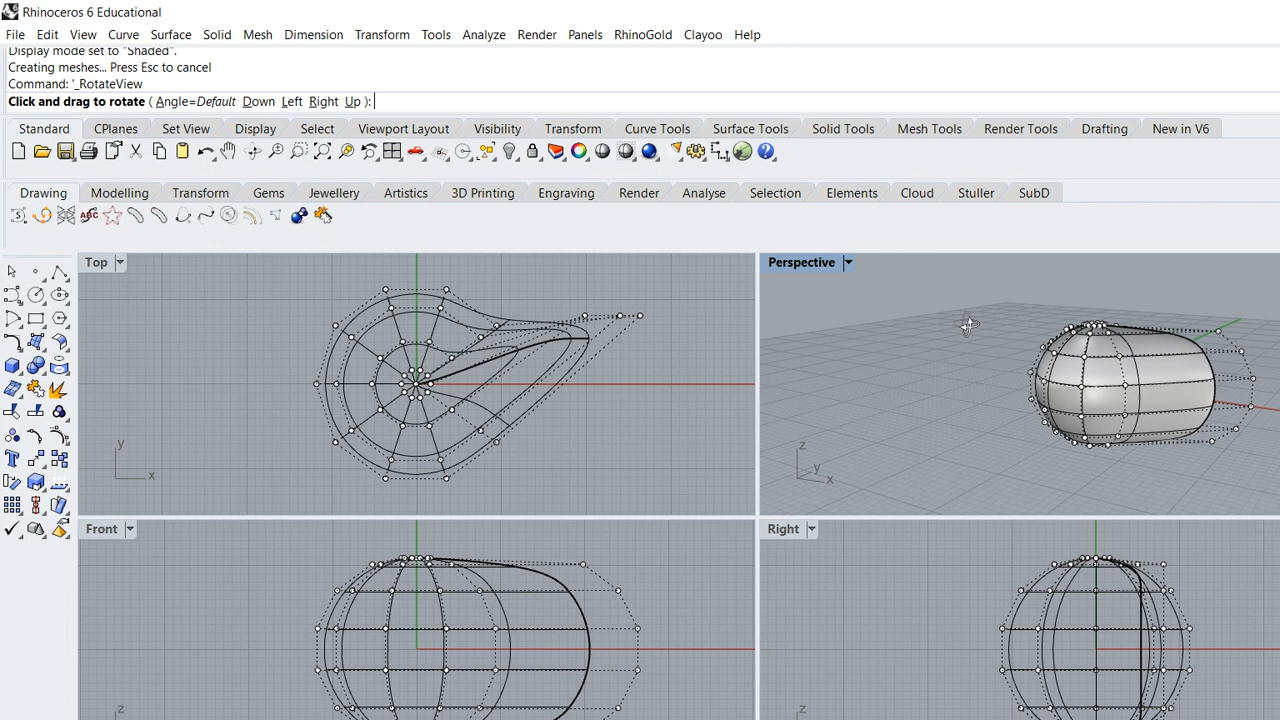 Rhinoceros 6 Educational
File Edit View Curve Surface Solid Mesh Dimension Transform Tools Analyze Render Panels RhinoGold Clayoo Help
Display mode set to "Shaded".
Creating meshes... Press Esc to cancel
Command: '_RotateView
Click and drag to rotate ( Angle=Default Down Left Right Up ):
Standard CPlanes Set View Display Select Viewport Layout Visibility Transform Curve Tools Surface Tools Solid Tools Mesh Tools Render Tools Drafting New in V6
Drawing Modelling Transform Gems Jewellery Artistics 3D Printing Engraving Render Analyse Selection Elements Cloud Stuller SubD
S ABC
Top
Perspective
y
x
z
y
x
Front
Right
T
z
z